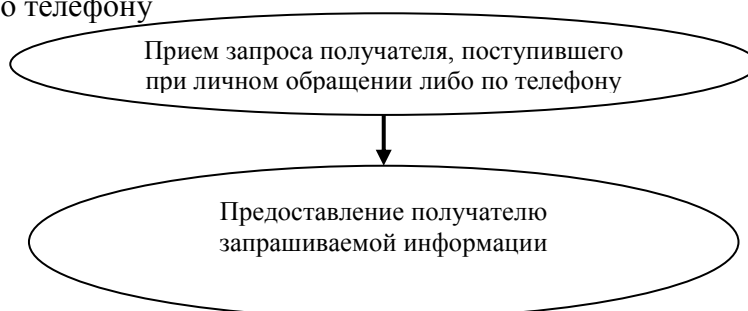 о телефону
Прием запроса получателя, поступившего
при личном обращении либо по телефону
Предоставление получателю
запрашиваемой информации